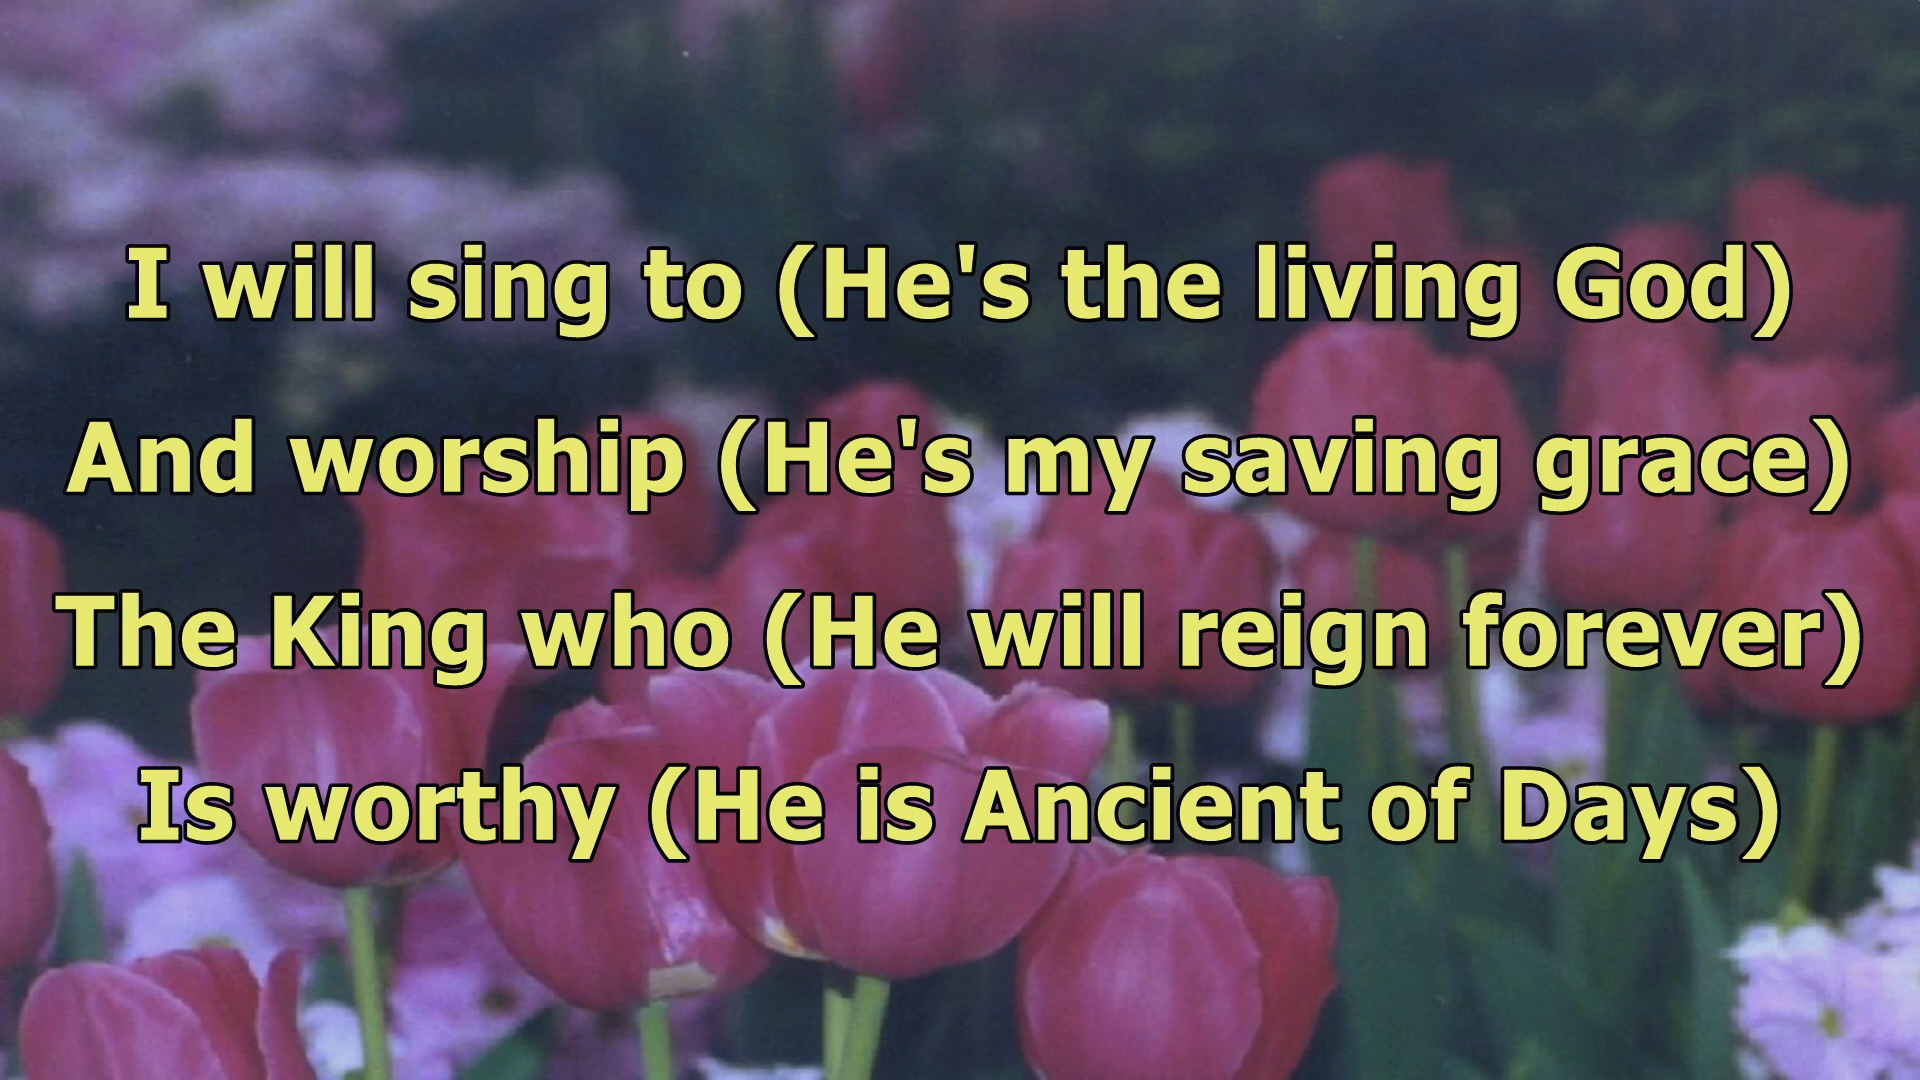 I will sing to (He's the living God)
And worship (He's my saving grace)
The King who (He will reign forever)
Is worthy (He is Ancient of Days)